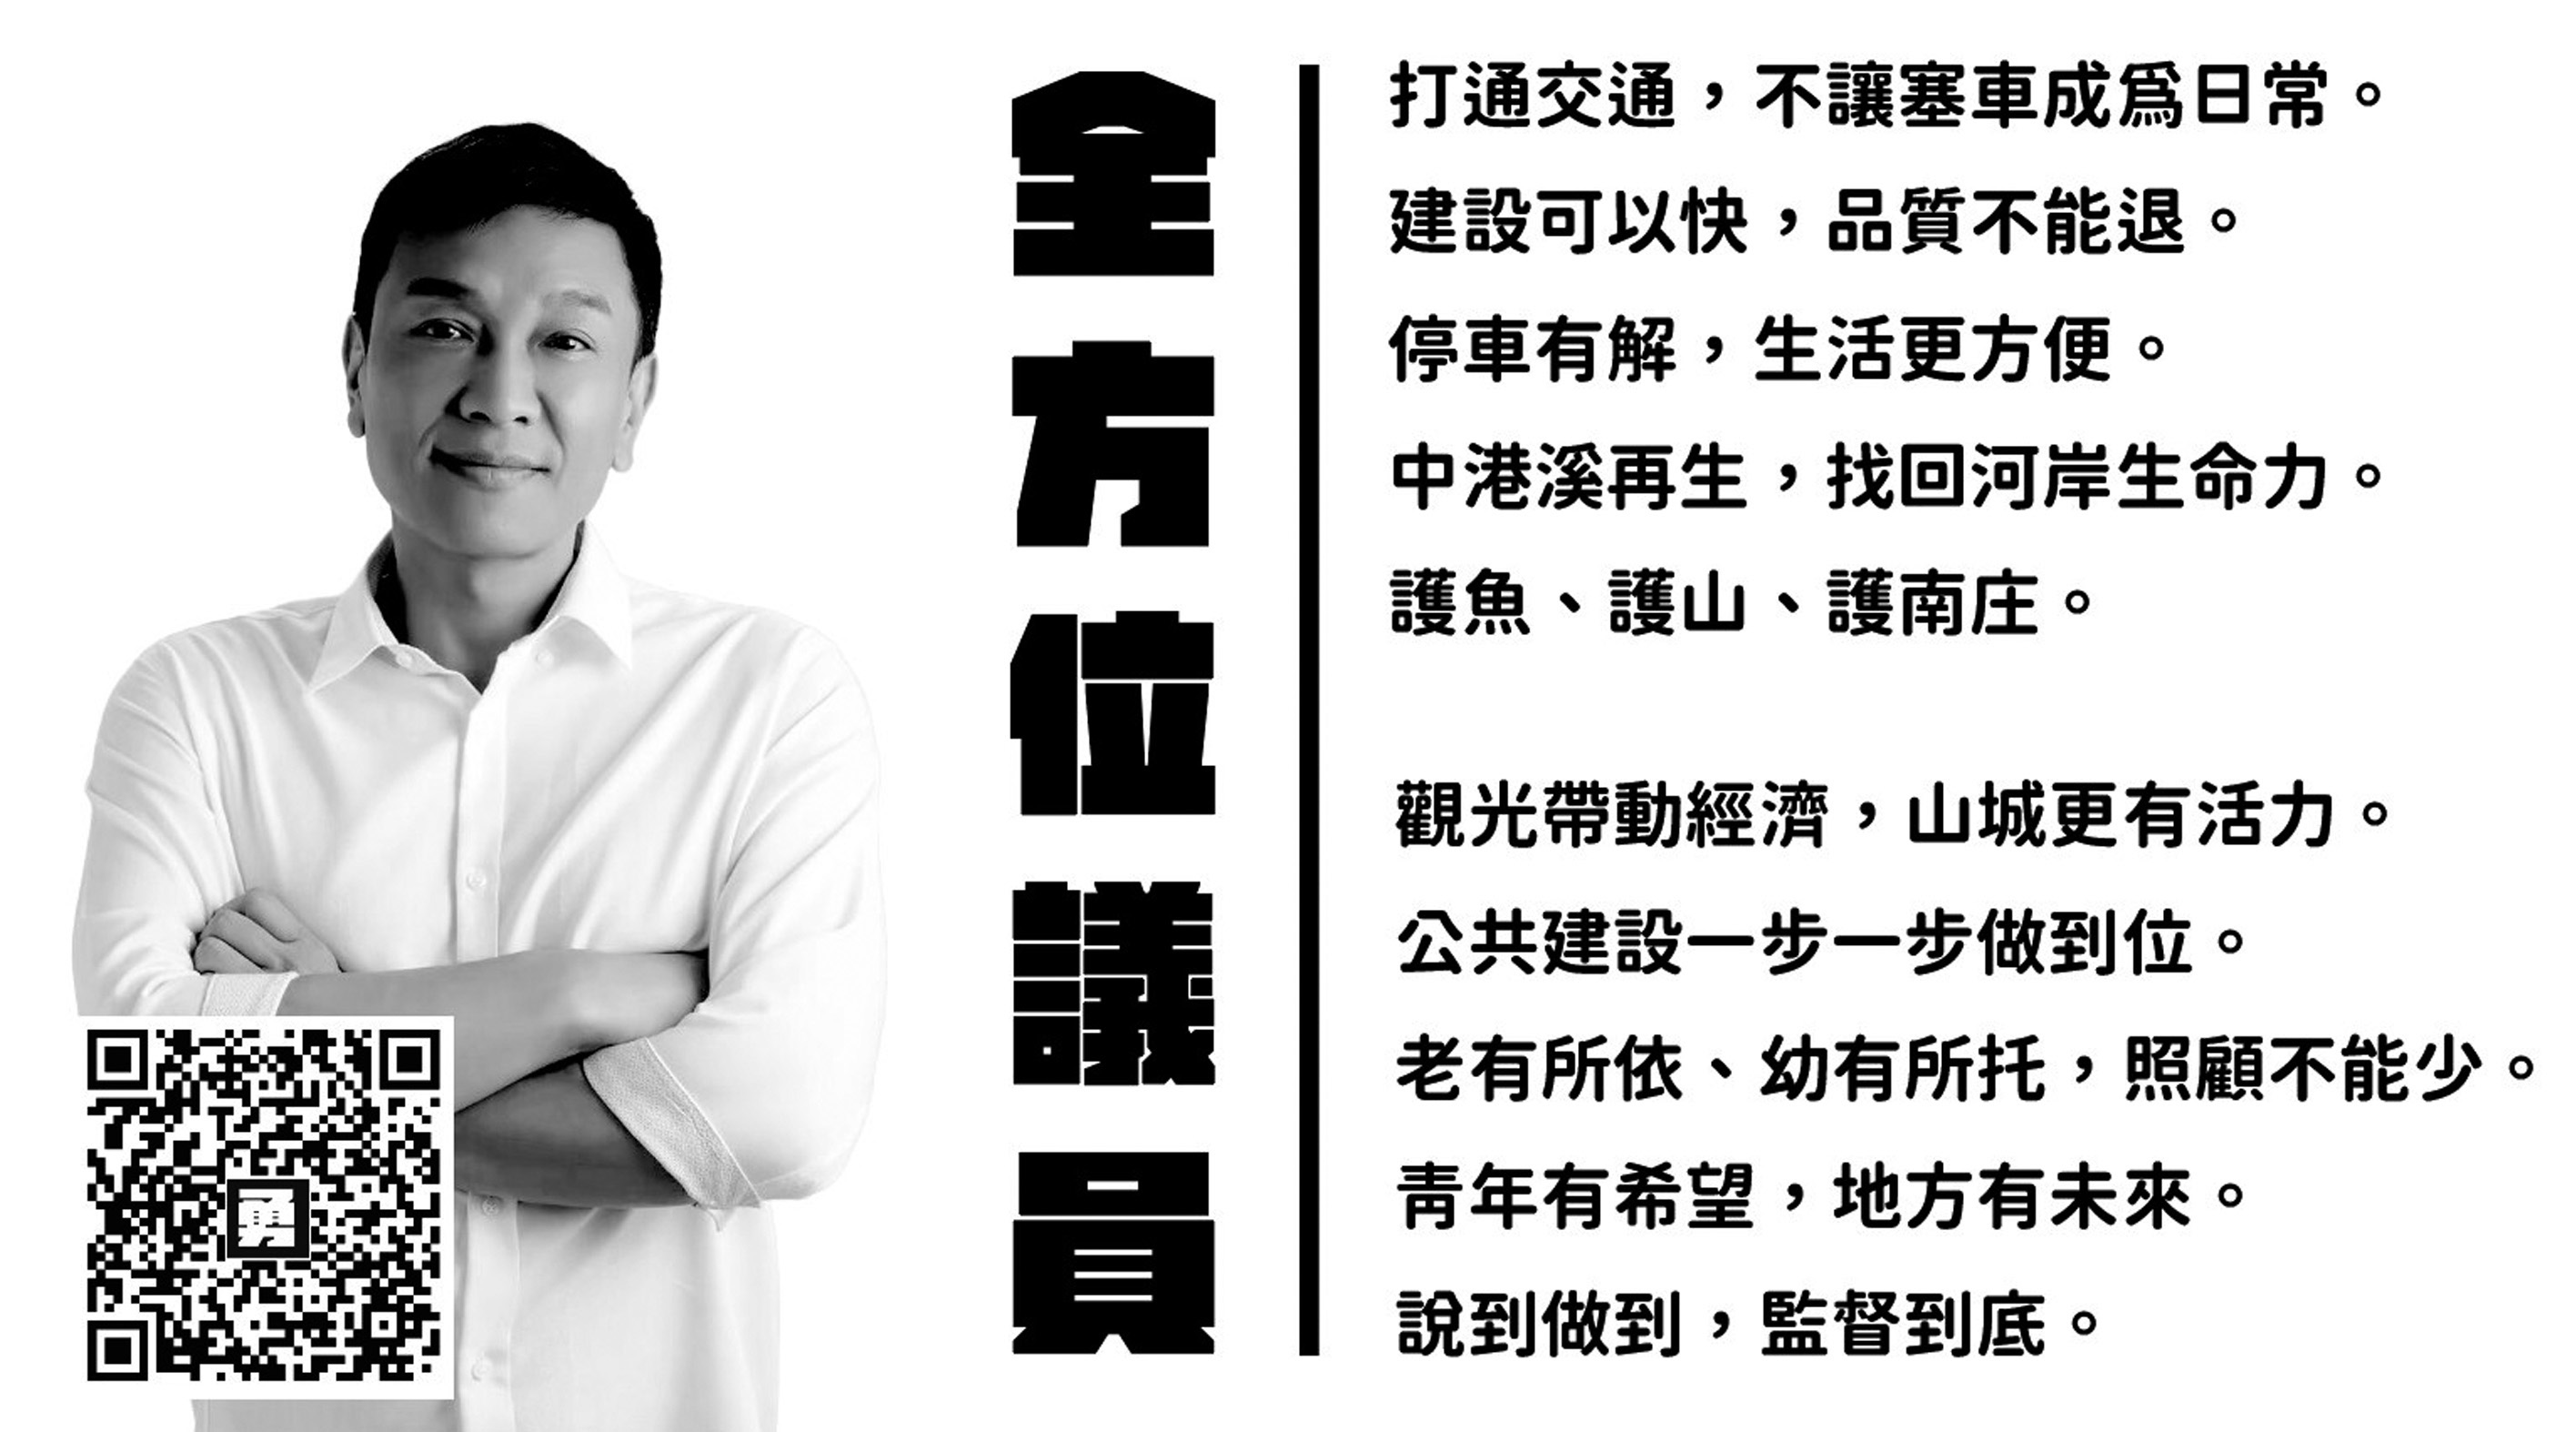 全方位議員
打通交通，不讓塞車成爲日常。
建設可以快，品質不能退。
停車有解，生活更方便。
中港溪再生，找回河岸生命力。
護魚、護山、護南庄。
觀光帶動經濟，山城更有活力。
公共建設一步一步做到位。
老有所依、幼有所托，照顧不能少。
靑年有希望，地方有未來。
說到做到，監督到底。
勇